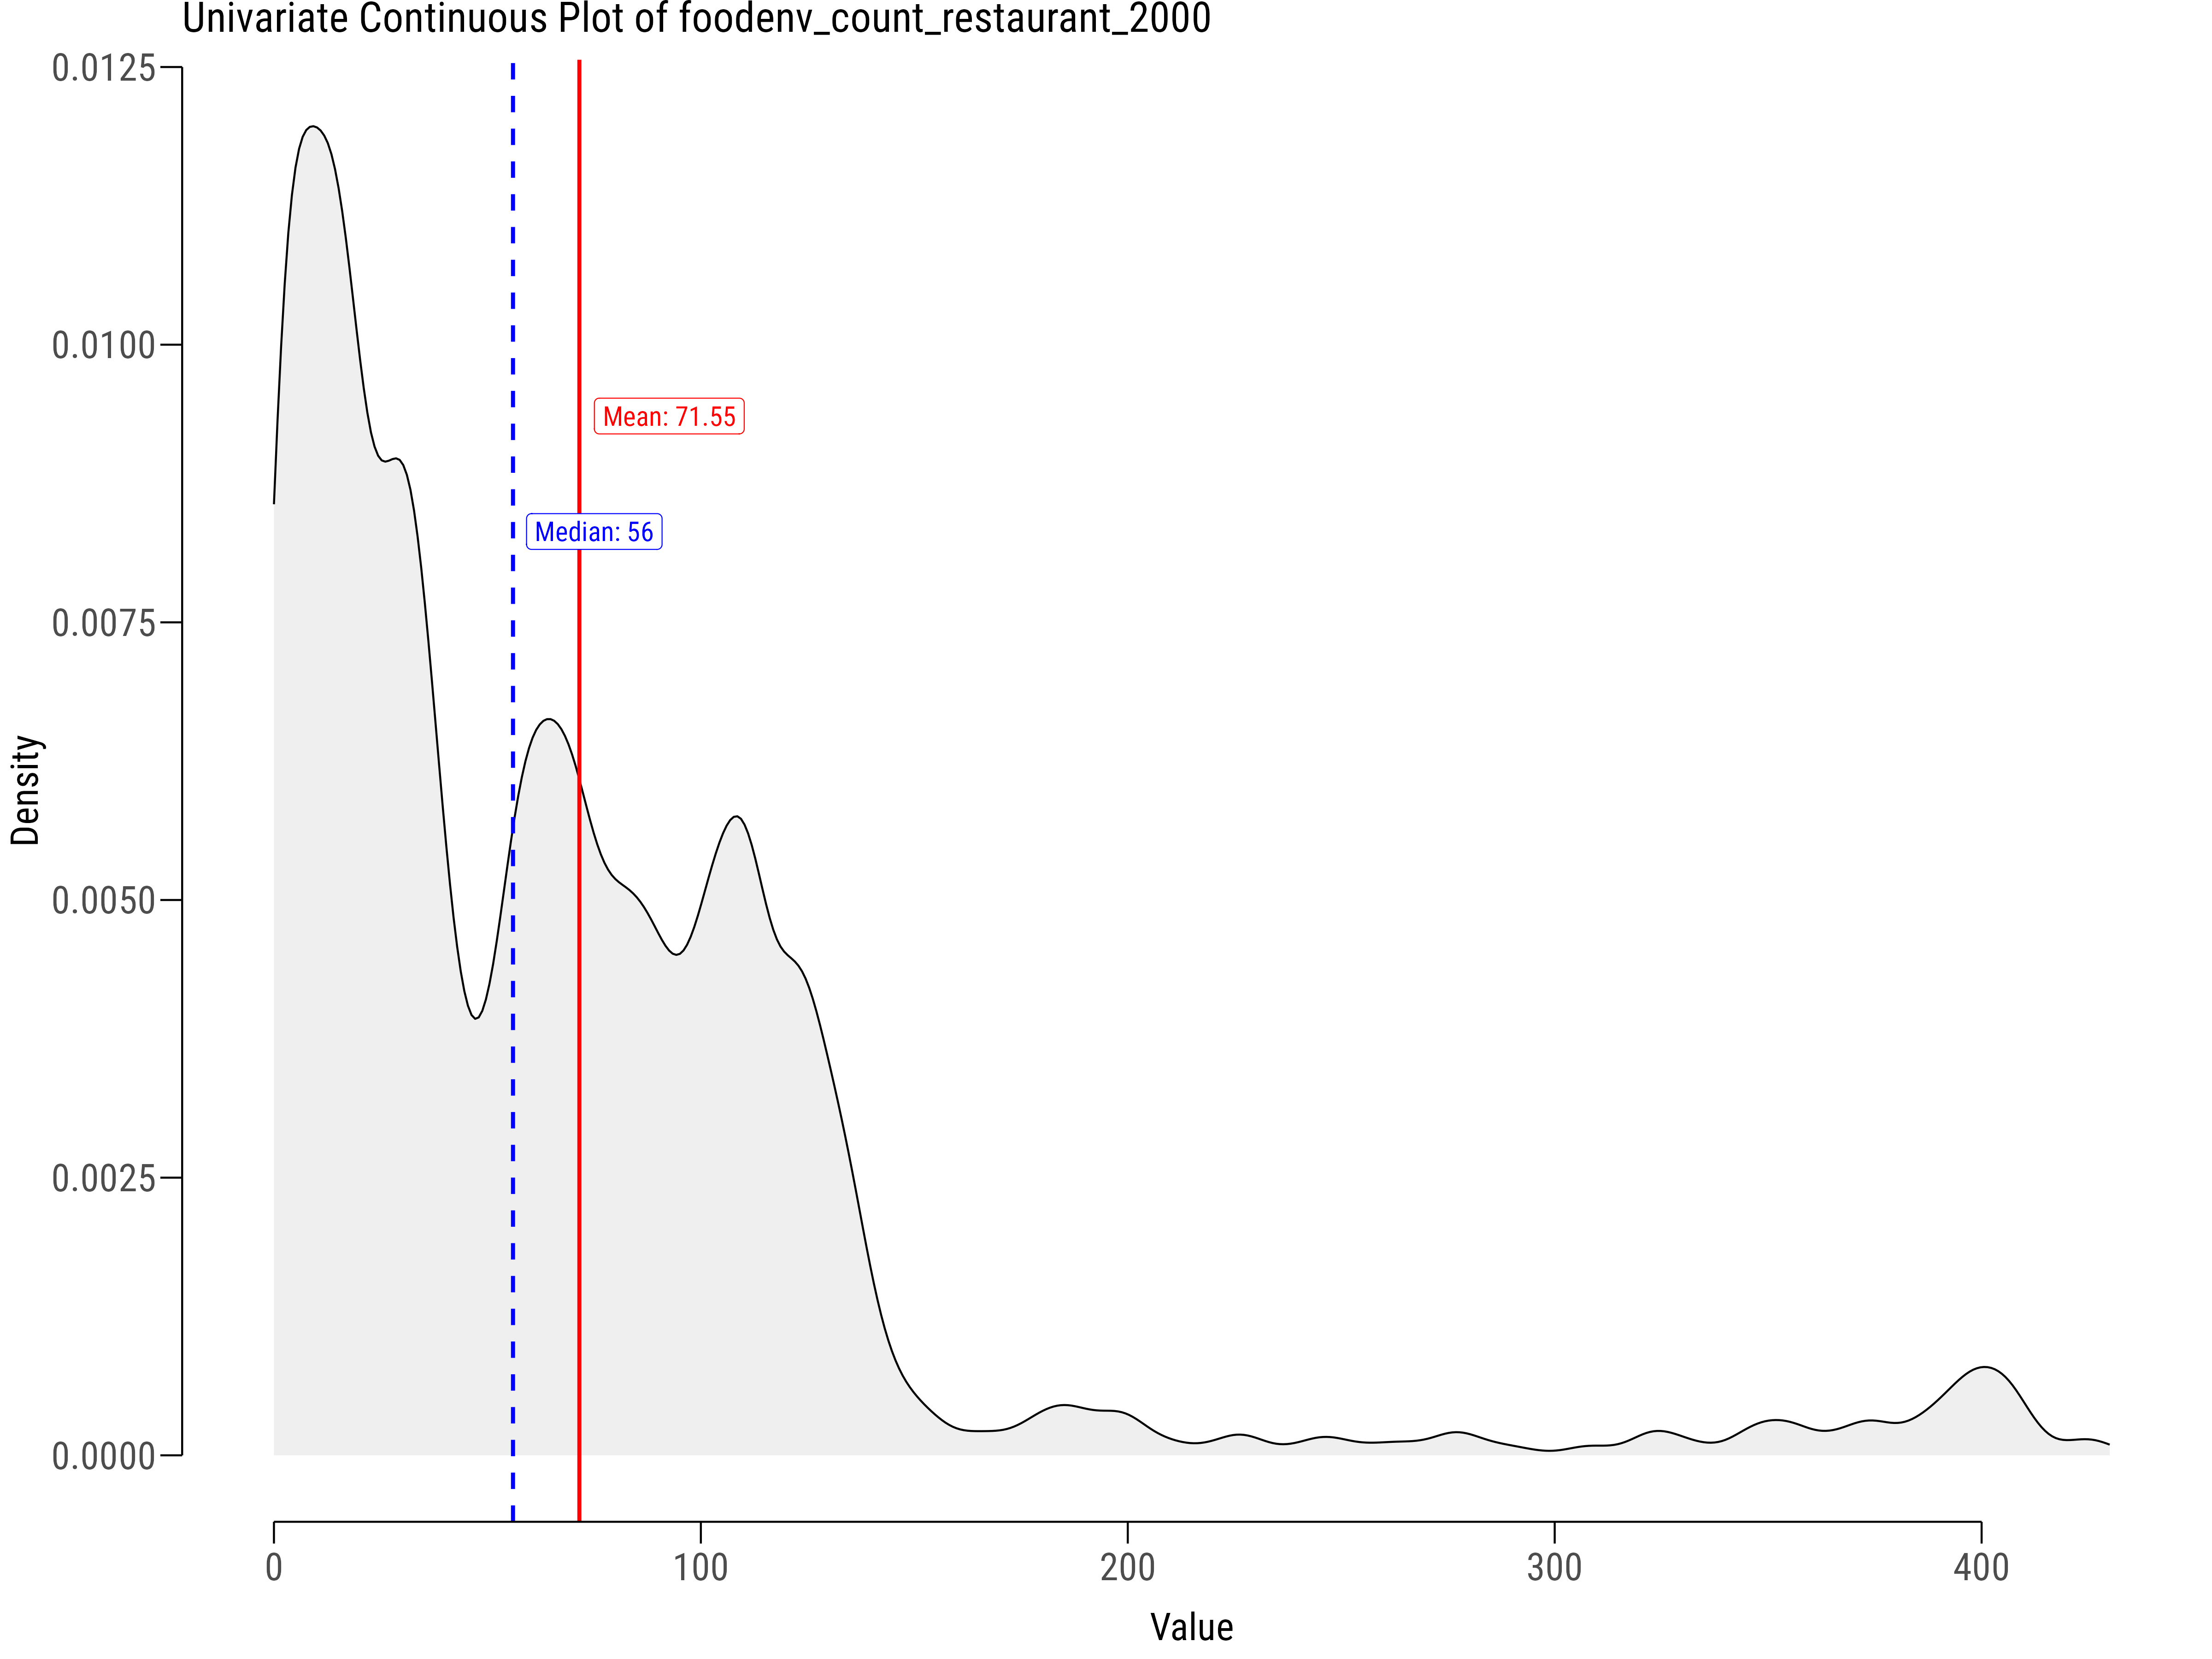 Univariate Continuous Plot of foodenv_count_restaurant_2000
0.0125
0.0100
0.0075
0.0050
0.0025
0.0000
Density
Mean: 71.55
Median: 56
0 100 200 300 400
Value